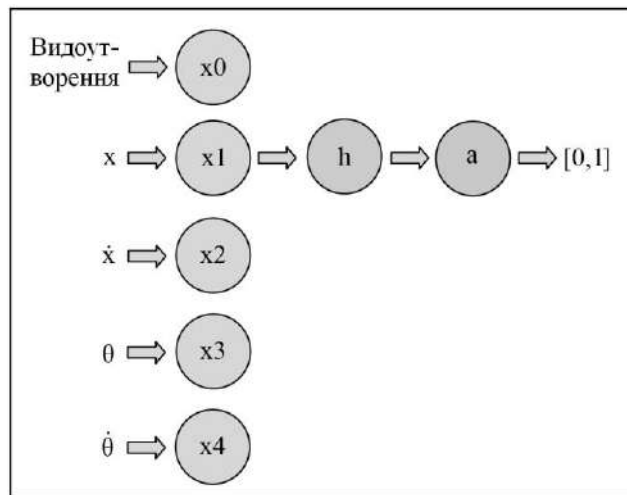 Видоут-
ворення
x0
x
x1
h
a
[0,1]
ẋ
x2
θ
x3
θ̇
x4